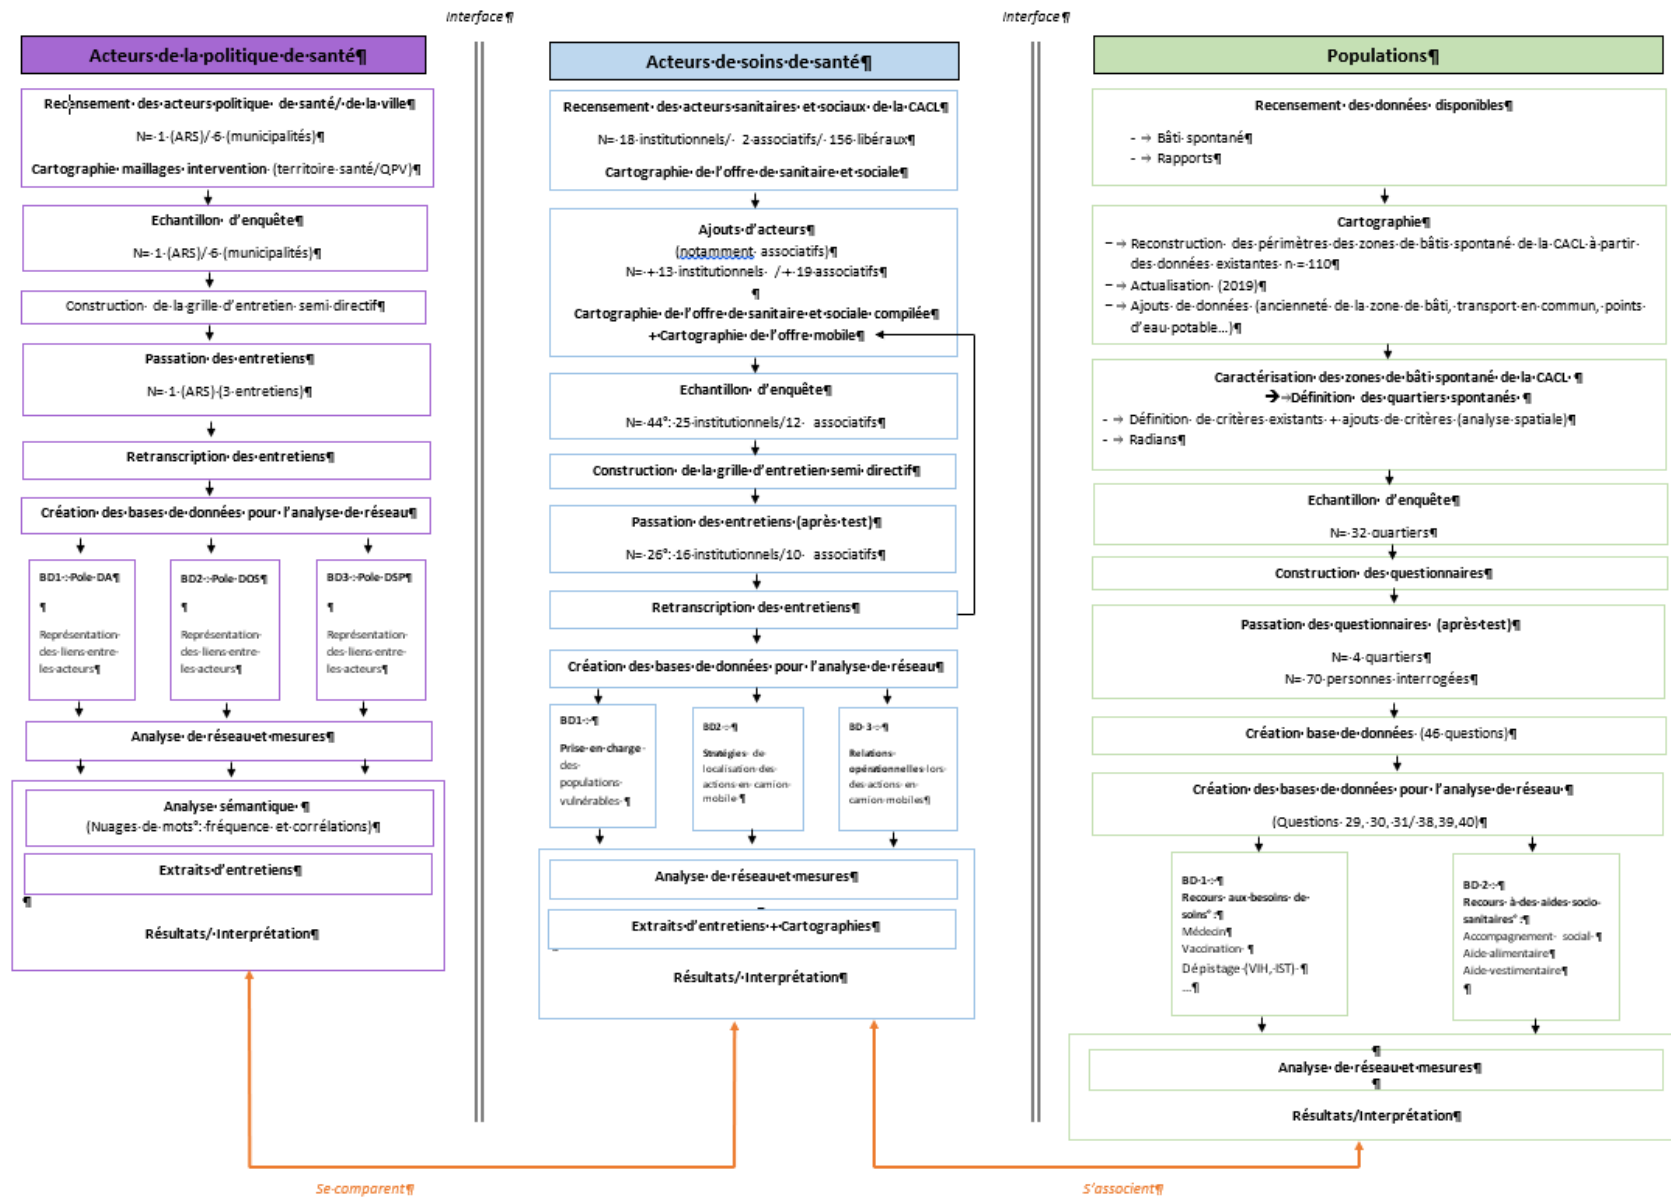 Interface¶
Interface¶
Acteurs·de·la·politique·de·santé¶
Recensement· des·acteurs·politique· de·santé/·de·la·ville¶
N=·1·(ARS)/·6·(municipalités)¶
Cartographie· maillages· intervention· (territoire·santé/QPV)¶
Echantillon· d'enquête¶
N=·1·(ARS)/·6·(municipalités)¶
Construction· de·la·grille·d'entretien·semi·directif¶
Passation· des·entretiens¶
N=·1·(ARS)·(3·entretiens)¶
Retranscription·des·entretiens¶
Création· des·bases·de·données· pour·l'analyse·de·réseau¶
BD1·:·Pole·DA¶
¶
Représentation·
des·liens·entre·
les·acteurs¶
BD2·:·Pole·DOS¶
¶
Représentation·
des·liens·entre·
les·acteurs¶
BD3·:·Pole·DSP¶
¶
Représentation·
des·liens·entre·
les·acteurs¶
Analyse·de·réseau·et·mesures¶
Analyse·sémantique· ¶
(Nuages·de·mots°:·fréquence·et·corrélations)¶
Extraits·d'entretiens¶
¶
Résultats/·Interprétation¶
Acteurs·de·soins·de·santé¶
Recensement· des·acteurs·sanitaires· et·sociaux· de·la·CACL¶
N=·18·institutionnels/· 2·associatifs/·156·libéraux¶
Cartographie· de·l'offre·de·sanitaire·et·sociale¶
Ajouts·d'acteurs¶
(notamment· associatifs)¶
N=·+·13·institutionnels· /·+·19·associatifs¶
¶
Cartographie· de·l'offre·de·sanitaire·et·sociale· compilée¶
+·Cartographie· de·l'offre·mobile¶
Echantillon· d'enquête¶
N=·44°:·25·institutionnels/12· associatifs¶
Construction· de·la·grille·d'entretien·semi·directif¶
Passation· des·entretiens·(après·test)¶
N=·26°:·16·institutionnels/10· associatifs¶
Retranscription· des·entretiens¶
Création· des·bases·de·données· pour·l'analyse·de·réseau¶
BD1·:·¶
Prise·en·charge·
des·
populations·
vulnérables·¶
BD2·:·¶
Stratégies· de·
localisation·des·
actions·en·camion·
mobile·¶
BD·3·:·¶
Relations·
opérationnelles·lors·
des·actions·en·
camion·mobiles¶
Analyse·de·réseau·et·mesures¶
Extraits·d'entretiens·+·Cartographies¶
Résultats/·Interprétation¶
Populations¶
Recensement· des·données· disponibles¶
- → Bâti·spontané¶
- → Rapports¶
Cartographie¶
– → Reconstruction· des·périmètres·des·zones·de·bâtis·spontané·de·la·CACL·à·partir·
des·données·existantes·n·=·110¶
– → Actualisation· (2019)¶
– → Ajouts·de·données·(ancienneté·de·la·zone·de·bâti,·transport·en·commun,·points·
d'eau·potable…)¶
Caractérisation· des·zones·de·bâti·spontané·de·la·CACL·¶
➔→Définition· des·quartiers·spontanés·¶
- → Définition· de·critères·existants·+·ajouts·de·critères·(analyse·spatiale)¶
- → Radians¶
Echantillon· d'enquête¶
N=·32·quartiers¶
Construction· des·questionnaires¶
Passation· des·questionnaires· (après·test)¶
N=·4·quartiers¶
N=·70·personnes·interrogées¶
Création· base·de·données· (46·questions)¶
Création·des·bases·de·données· pour·l'analyse·de·réseau·¶
(Questions· 29,·30,·31/·38,39,40)¶
BD·1·:·¶
Recours· aux·besoins· de·
soins°:¶
Médecin¶
Vaccination· ¶
Dépistage·(VIH,·IST)·¶
…¶
BD·2·:·¶
Recours· à·des·aides·socio-
sanitaires°:¶
Accompagnement· social·¶
Aide·alimentaire¶
Aide·vestimentaire¶
¶
¶
Analyse·de·réseau·et·mesures¶
¶
Résultats/Interprétation¶
Se·comparent¶
S'associent¶